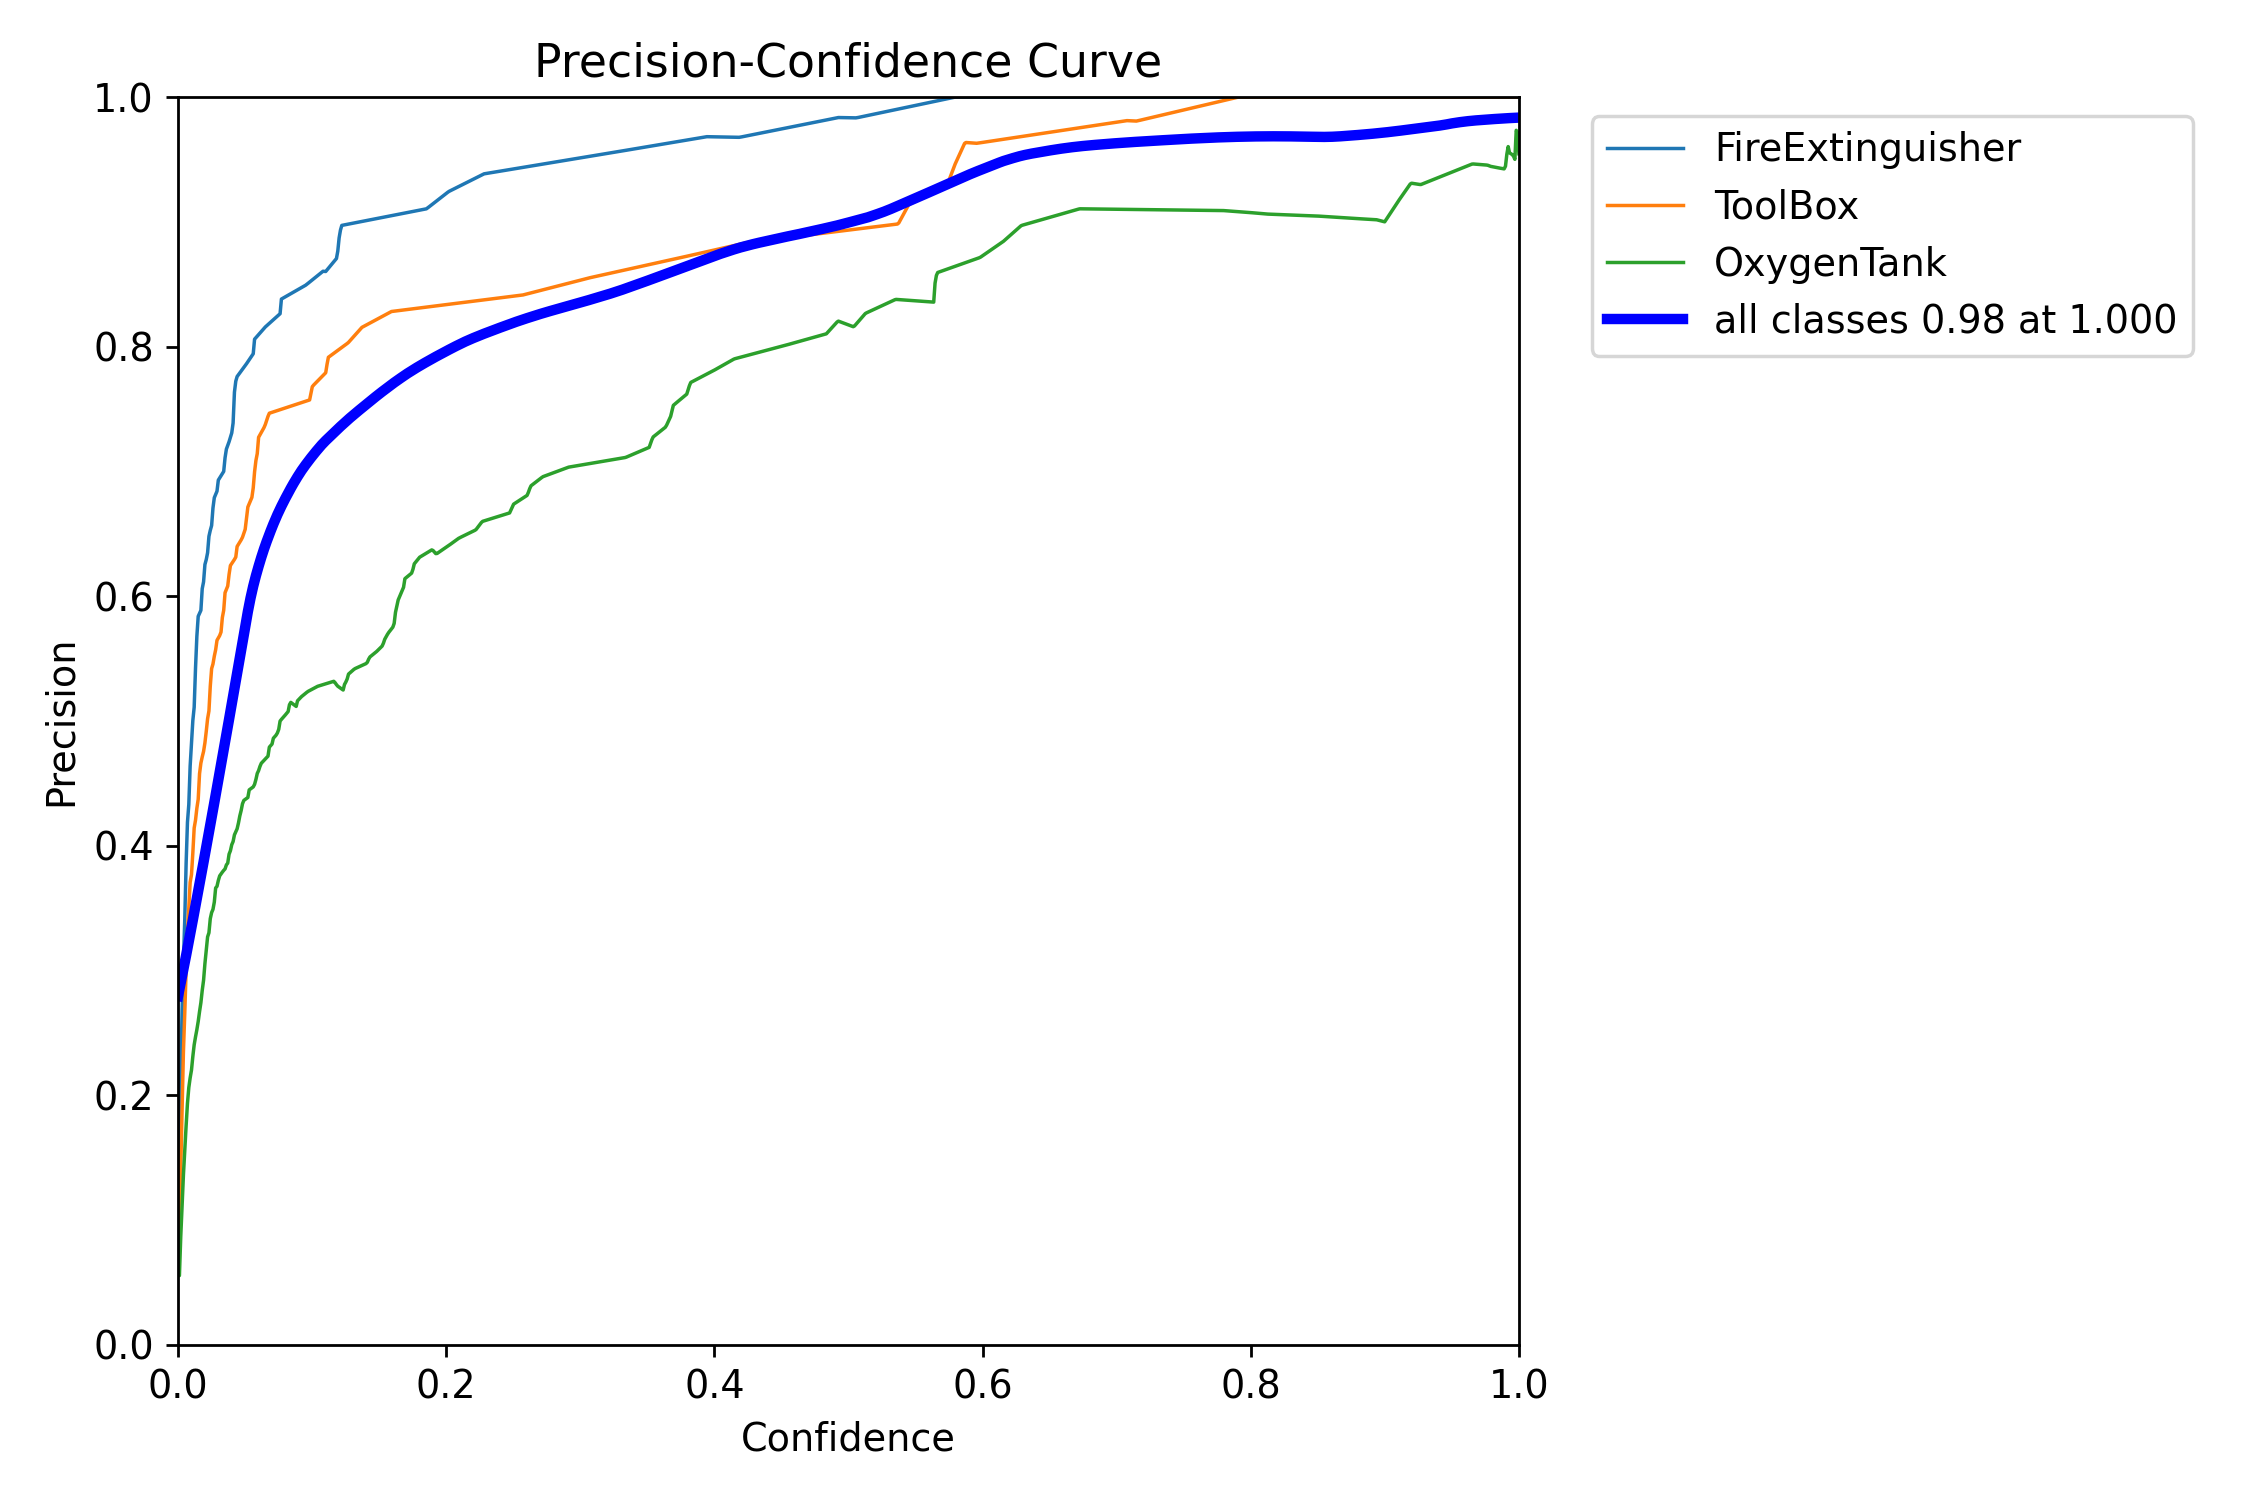 Precision-Confidence Curve
1.0
0.8
0.6
0.4
0.2
0.0
Precision
0.0 0.2 0.4 0.6 0.8 1.0
Confidence
FireExtinguisher
ToolBox
OxygenTank
all classes 0.98 at 1.000